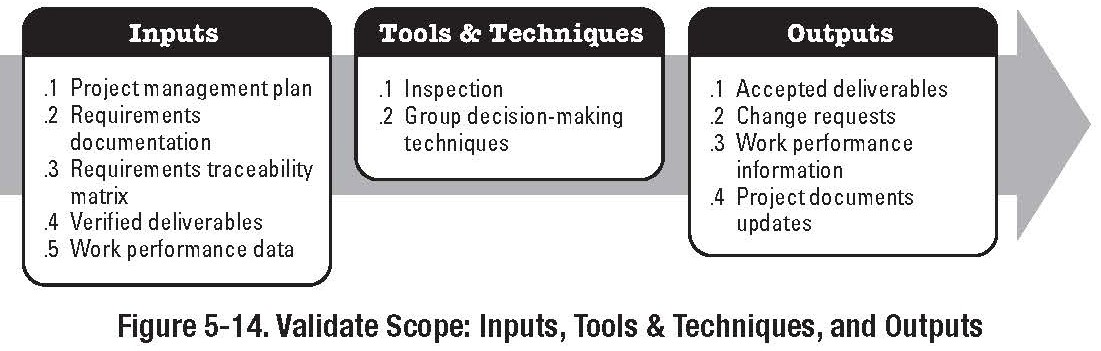 Inputs
.1 Project management plan
.2 Requirements
documentation
.3 Requirements traceability
matrix
.4 Verified deliverables
.5 Work performance data
Tools & Techniques
.1 Inspection
.2 Group decision-making
techniques
Outputs
.1 Accepted deliverables
.2 Change requests
.3 Work performance
information
.4 Project documents
updates
Figure 5-14. Validate Scope: Inputs, Tools & Techniques, and Outputs